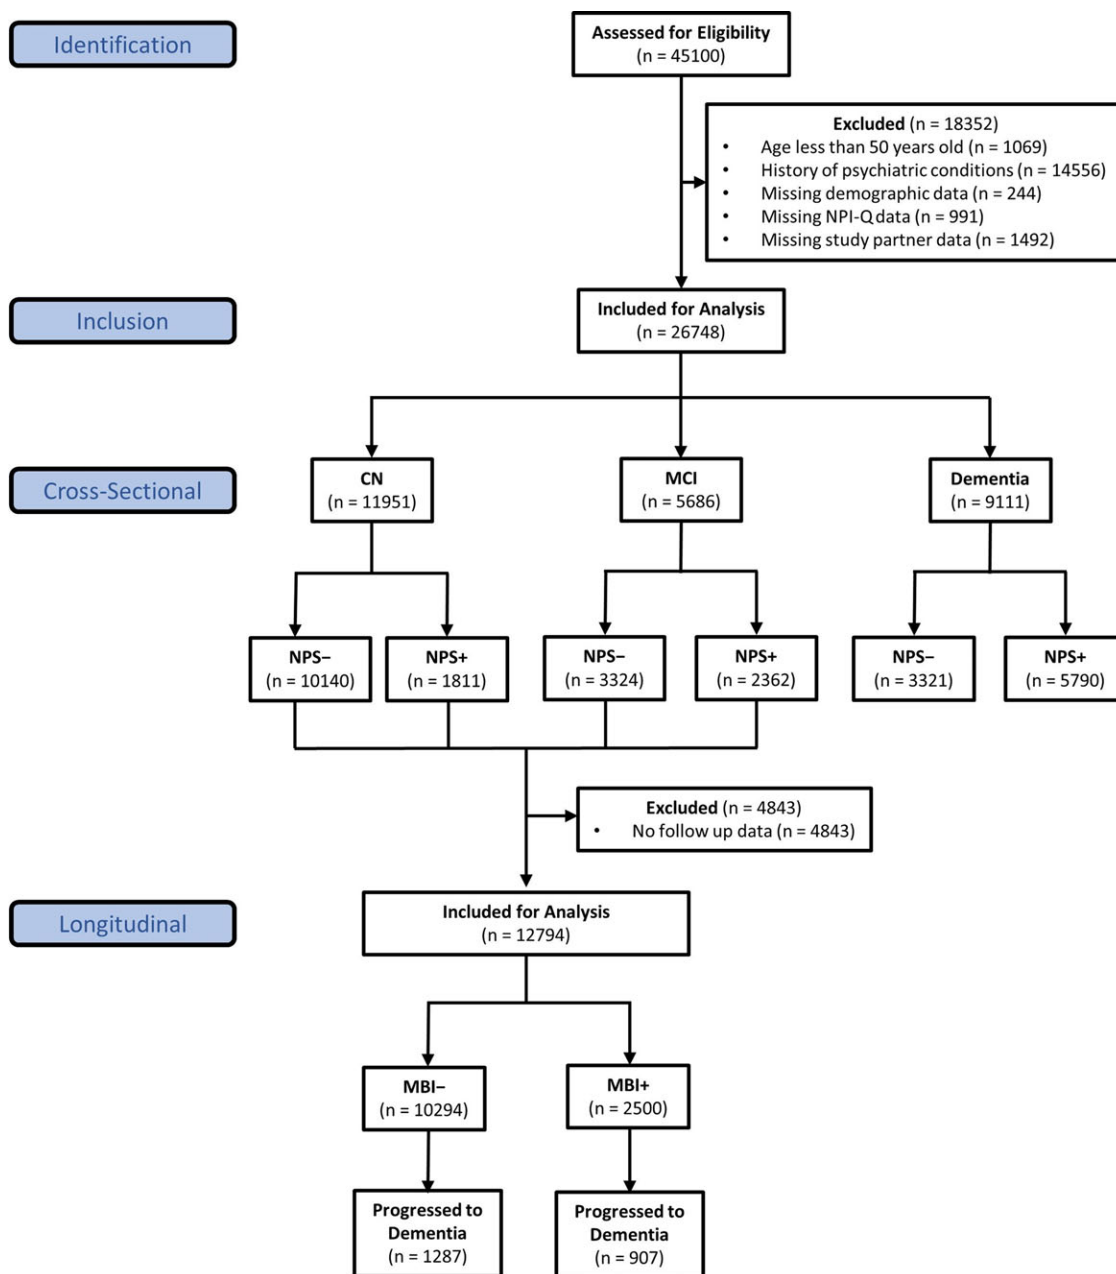 Identification
Assessed for Eligibility
(n = 45100)
Excluded (n = 18352)
• Age less than 50 years old (n = 1069)
• History of psychiatric conditions (n = 14556)
• Missing demographic data (n = 244)
• Missing NPI-Q data (n = 991)
• Missing study partner data (n = 1492)
Inclusion
Included for Analysis
(n = 26748)
Cross-Sectional
CN
(n = 11951)
MCI
(n = 5686)
Dementia
(n = 9111)
NPS−
(n = 10140)
NPS+
(n = 1811)
NPS−
(n = 3324)
NPS+
(n = 2362)
NPS−
(n = 3321)
NPS+
(n = 5790)
Excluded (n = 4843)
• No follow up data (n = 4843)
Longitudinal
Included for Analysis
(n = 12794)
MBI−
(n = 10294)
MBI+
(n = 2500)
Progressed to
Dementia
(n = 1287)
Progressed to
Dementia
(n = 907)